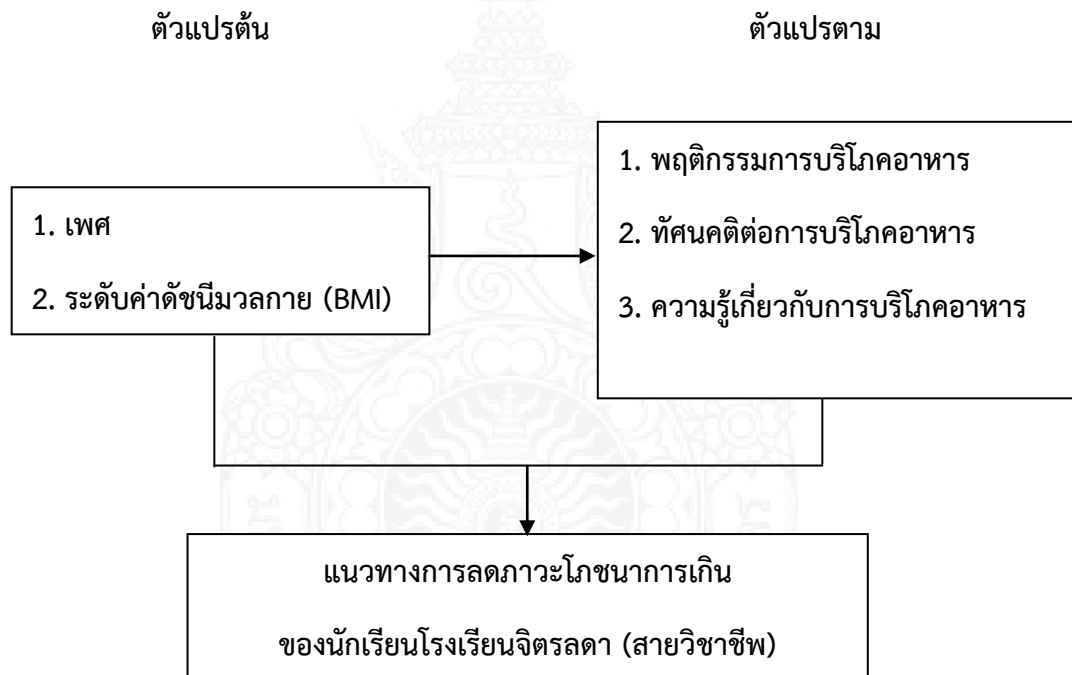 ตัวแปรต้น
ตัวแปรตาม
1. เพศ
2. ระดับค่าดัชนีมวลกาย (BMI)
1. พฤติกรรมการบริโภคอาหาร
2. ทัศนคติต่อการบริโภคอาหาร
3. ความรู้เกี่ยวกับการบริโภคอาหาร
แนวทางการลดภาวะโภชนาการเกิน
ของนักเรียนโรงเรียนจิตรลดา (สายวิชาชีพ)